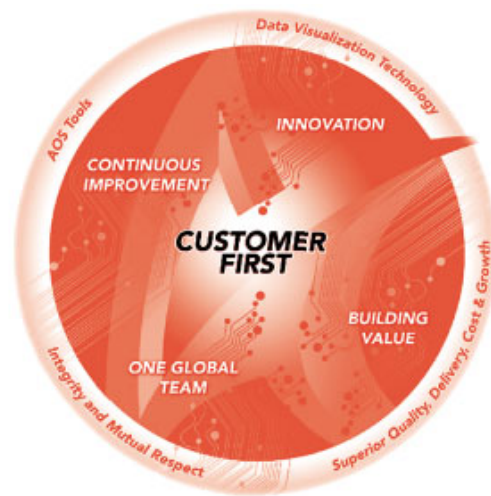 Data Visualization Technology
AOS Tools
INNOVATION
CONTINUOUS
IMPROVEMENT
CUSTOMER
FIRST
BUILDING
VALUE
ONE GLOBAL
TEAM
Integrity and Mutual Respect
Superior Quality, Delivery, Cost & Growth